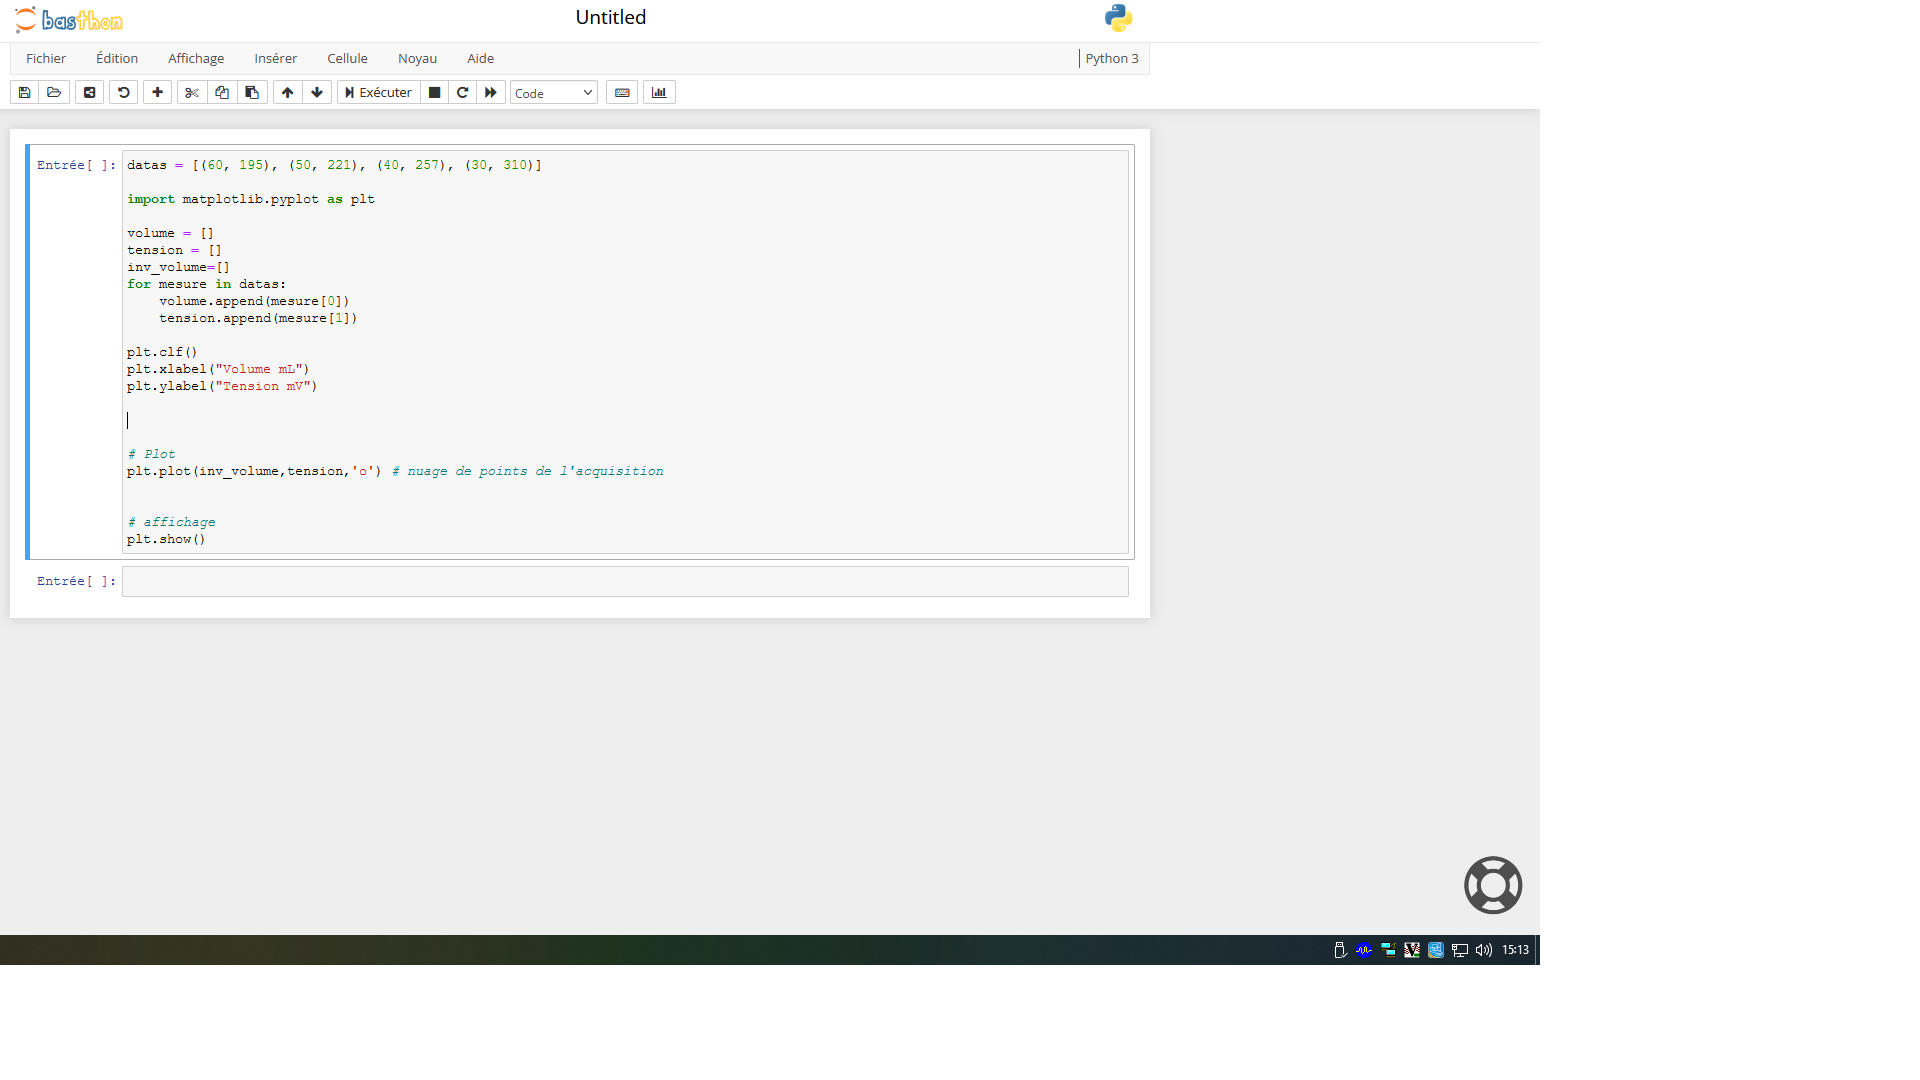 basthon
Untitled
Fichier Édition Affichage Insérer Cellule Noyau Aide Python 3
Exécuter Code
Entrée[ ]: datas = [(60, 195), (50, 221), (40, 257), (30, 310)]
import matplotlib.pyplot as plt
volume = []
tension = []
inv_volume=[]
for mesure in datas:
    volume.append(mesure[0])
    tension.append(mesure[1])
plt.clf()
plt.xlabel("Volume mL")
plt.ylabel("Tension mV")
# Plot
plt.plot(inv_volume,tension,'o') # nuage de points de l'acquisition
# affichage
plt.show()
Entrée[ ]:
15:13